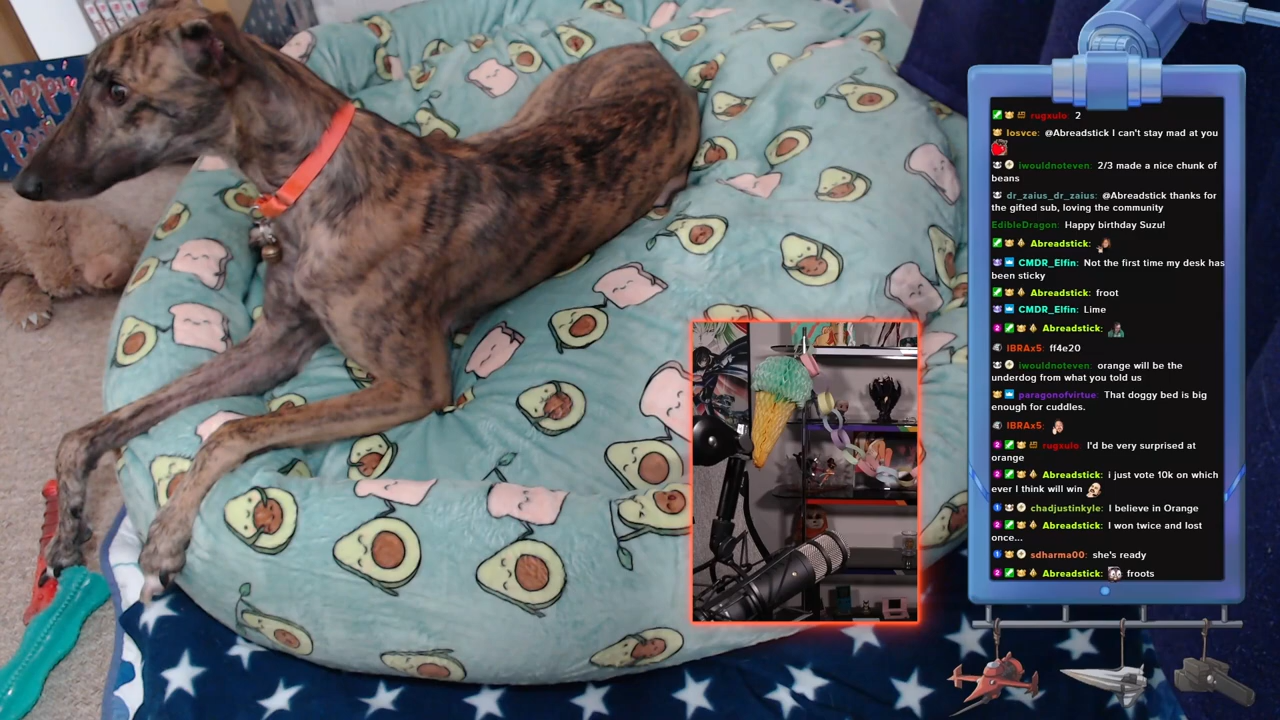 Happy
Bi
rugxulo: 2
losvce: @Abreadstick I can't stay mad at you
iwouldnoteven: 2/3 made a nice chunk of
beans
dr_zaius_dr_zaius: @Abreadstick thanks for
the gifted sub, loving the community
EdibleDragon: Happy birthday Suzu!
Abreadstick:
CMDR_Elfin: Not the first time my desk has
been sticky
Abreadstick: froot
CMDR_Elfin: Lime
Abreadstick:
IBRAx5: ff4e20
iwouldnoteven: orange will be the
underdog from what you told us
paragonofvirtue: That doggy bed is big
enough for cuddles.
IBRAx5:
rugxulo: I'd be very surprised at
orange
Abreadstick: i just vote 10k on which
ever I think will win
chadjustinkyle: I believe in Orange
Abreadstick: I won twice and lost
once...
sdharma00: she's ready
Abreadstick: froots